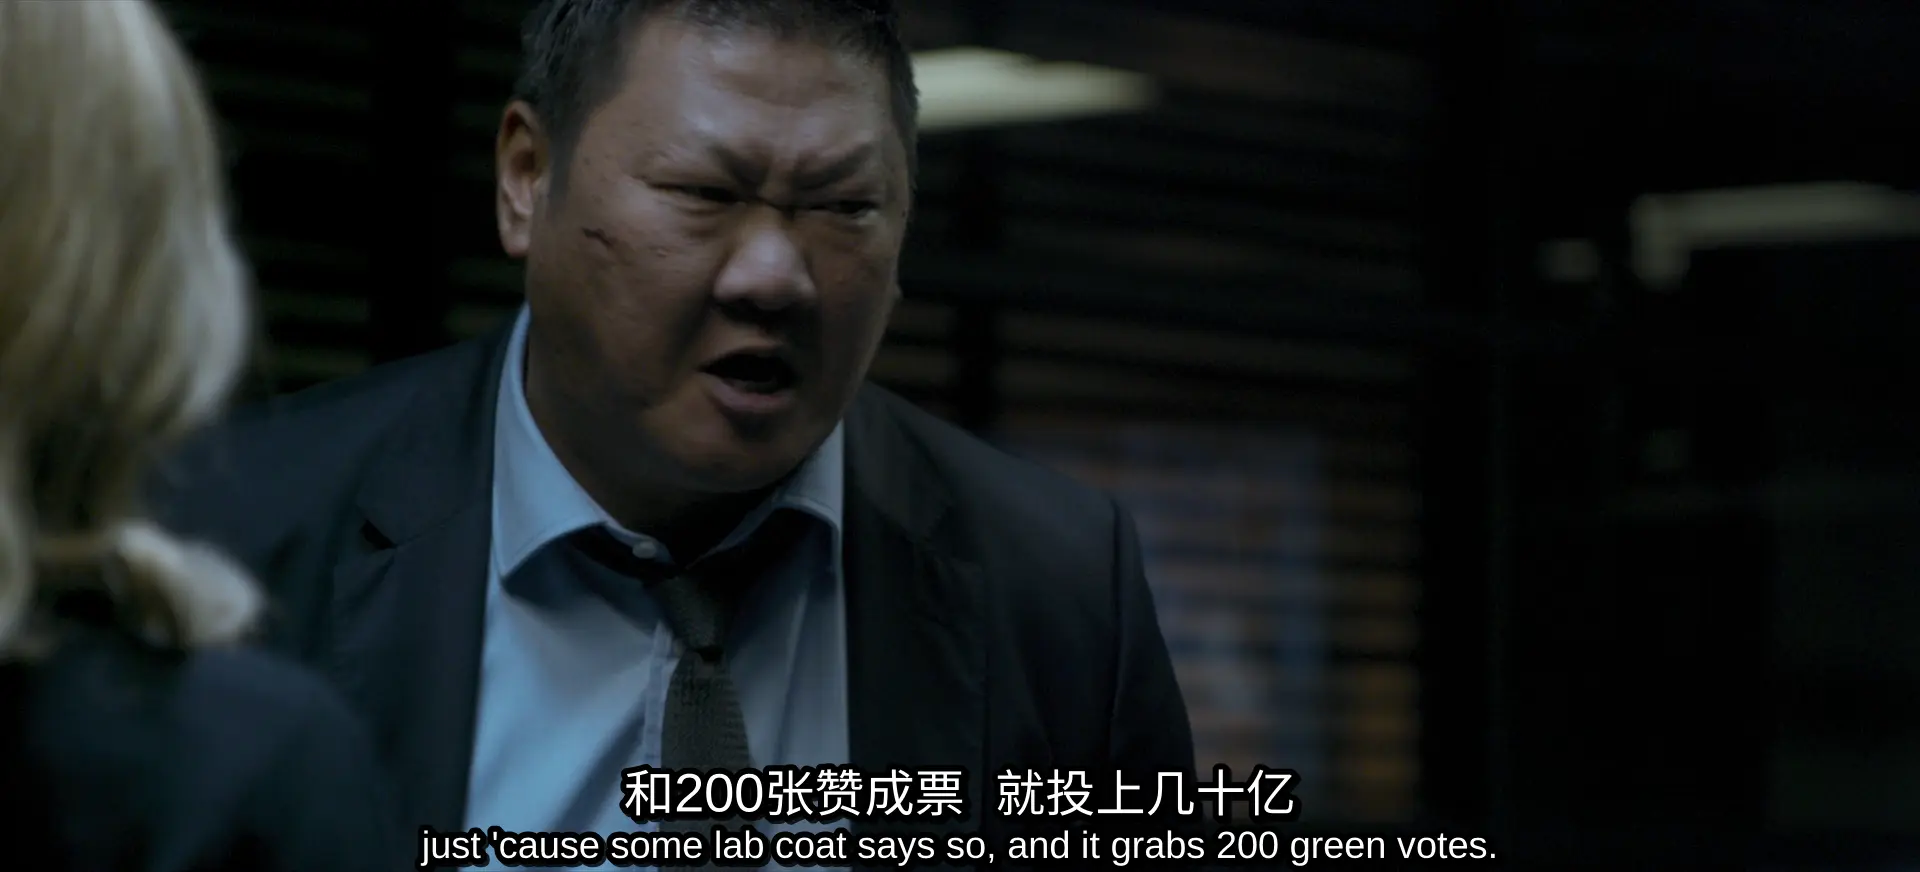 和200张赞成票 就投上几十亿
just 'cause some lab coat says so, and it grabs 200 green votes.